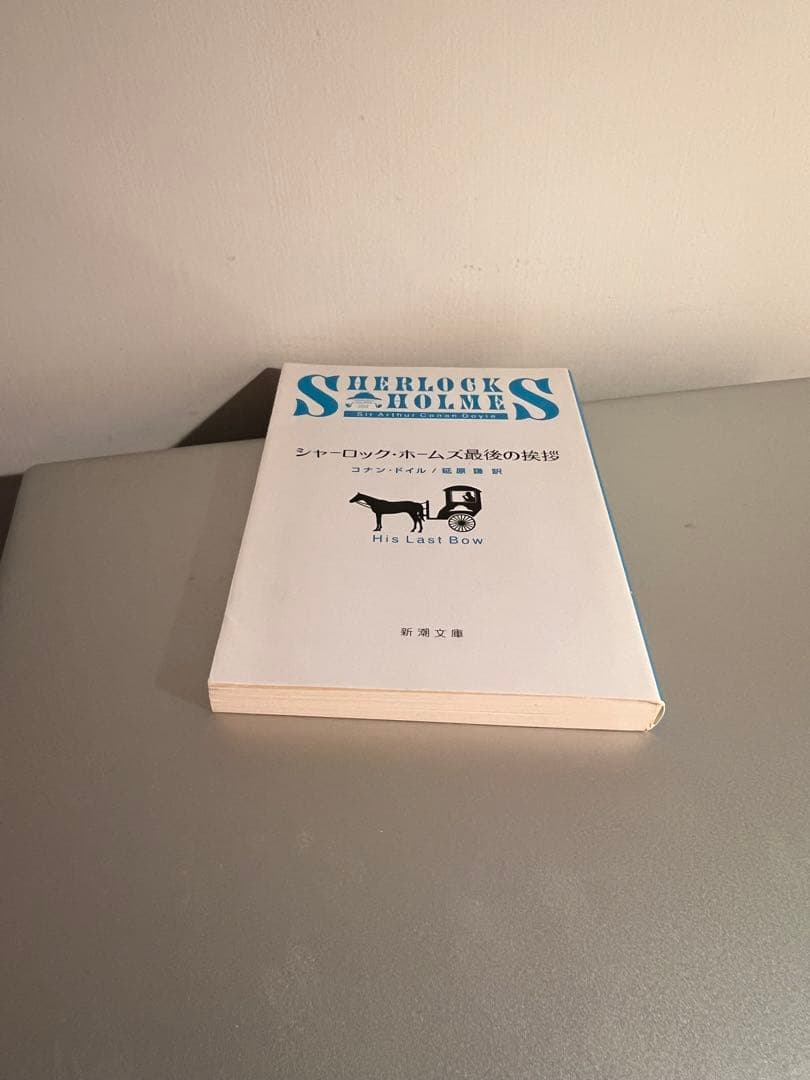 SHERLOCK
HOLMES
Sir Arthur Conan Doyle
シャーロック・ホームズ最後の挨拶
コナン・ドイル/延原 謙 訳
His Last Bow
新潮文庫